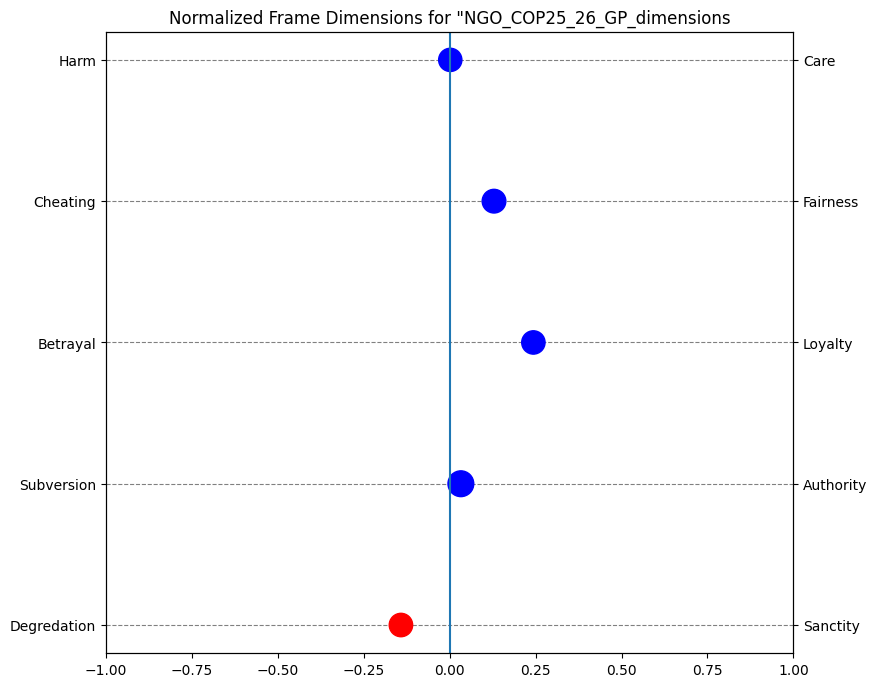 Normalized Frame Dimensions for "NGO_COP25_26_GP_dimensions
Harm
Care
Cheating
Fairness
Betrayal
Loyalty
Subversion
Authority
Degredation
Sanctity
−1.00 −0.75 −0.50 −0.25 0.00 0.25 0.50 0.75 1.00